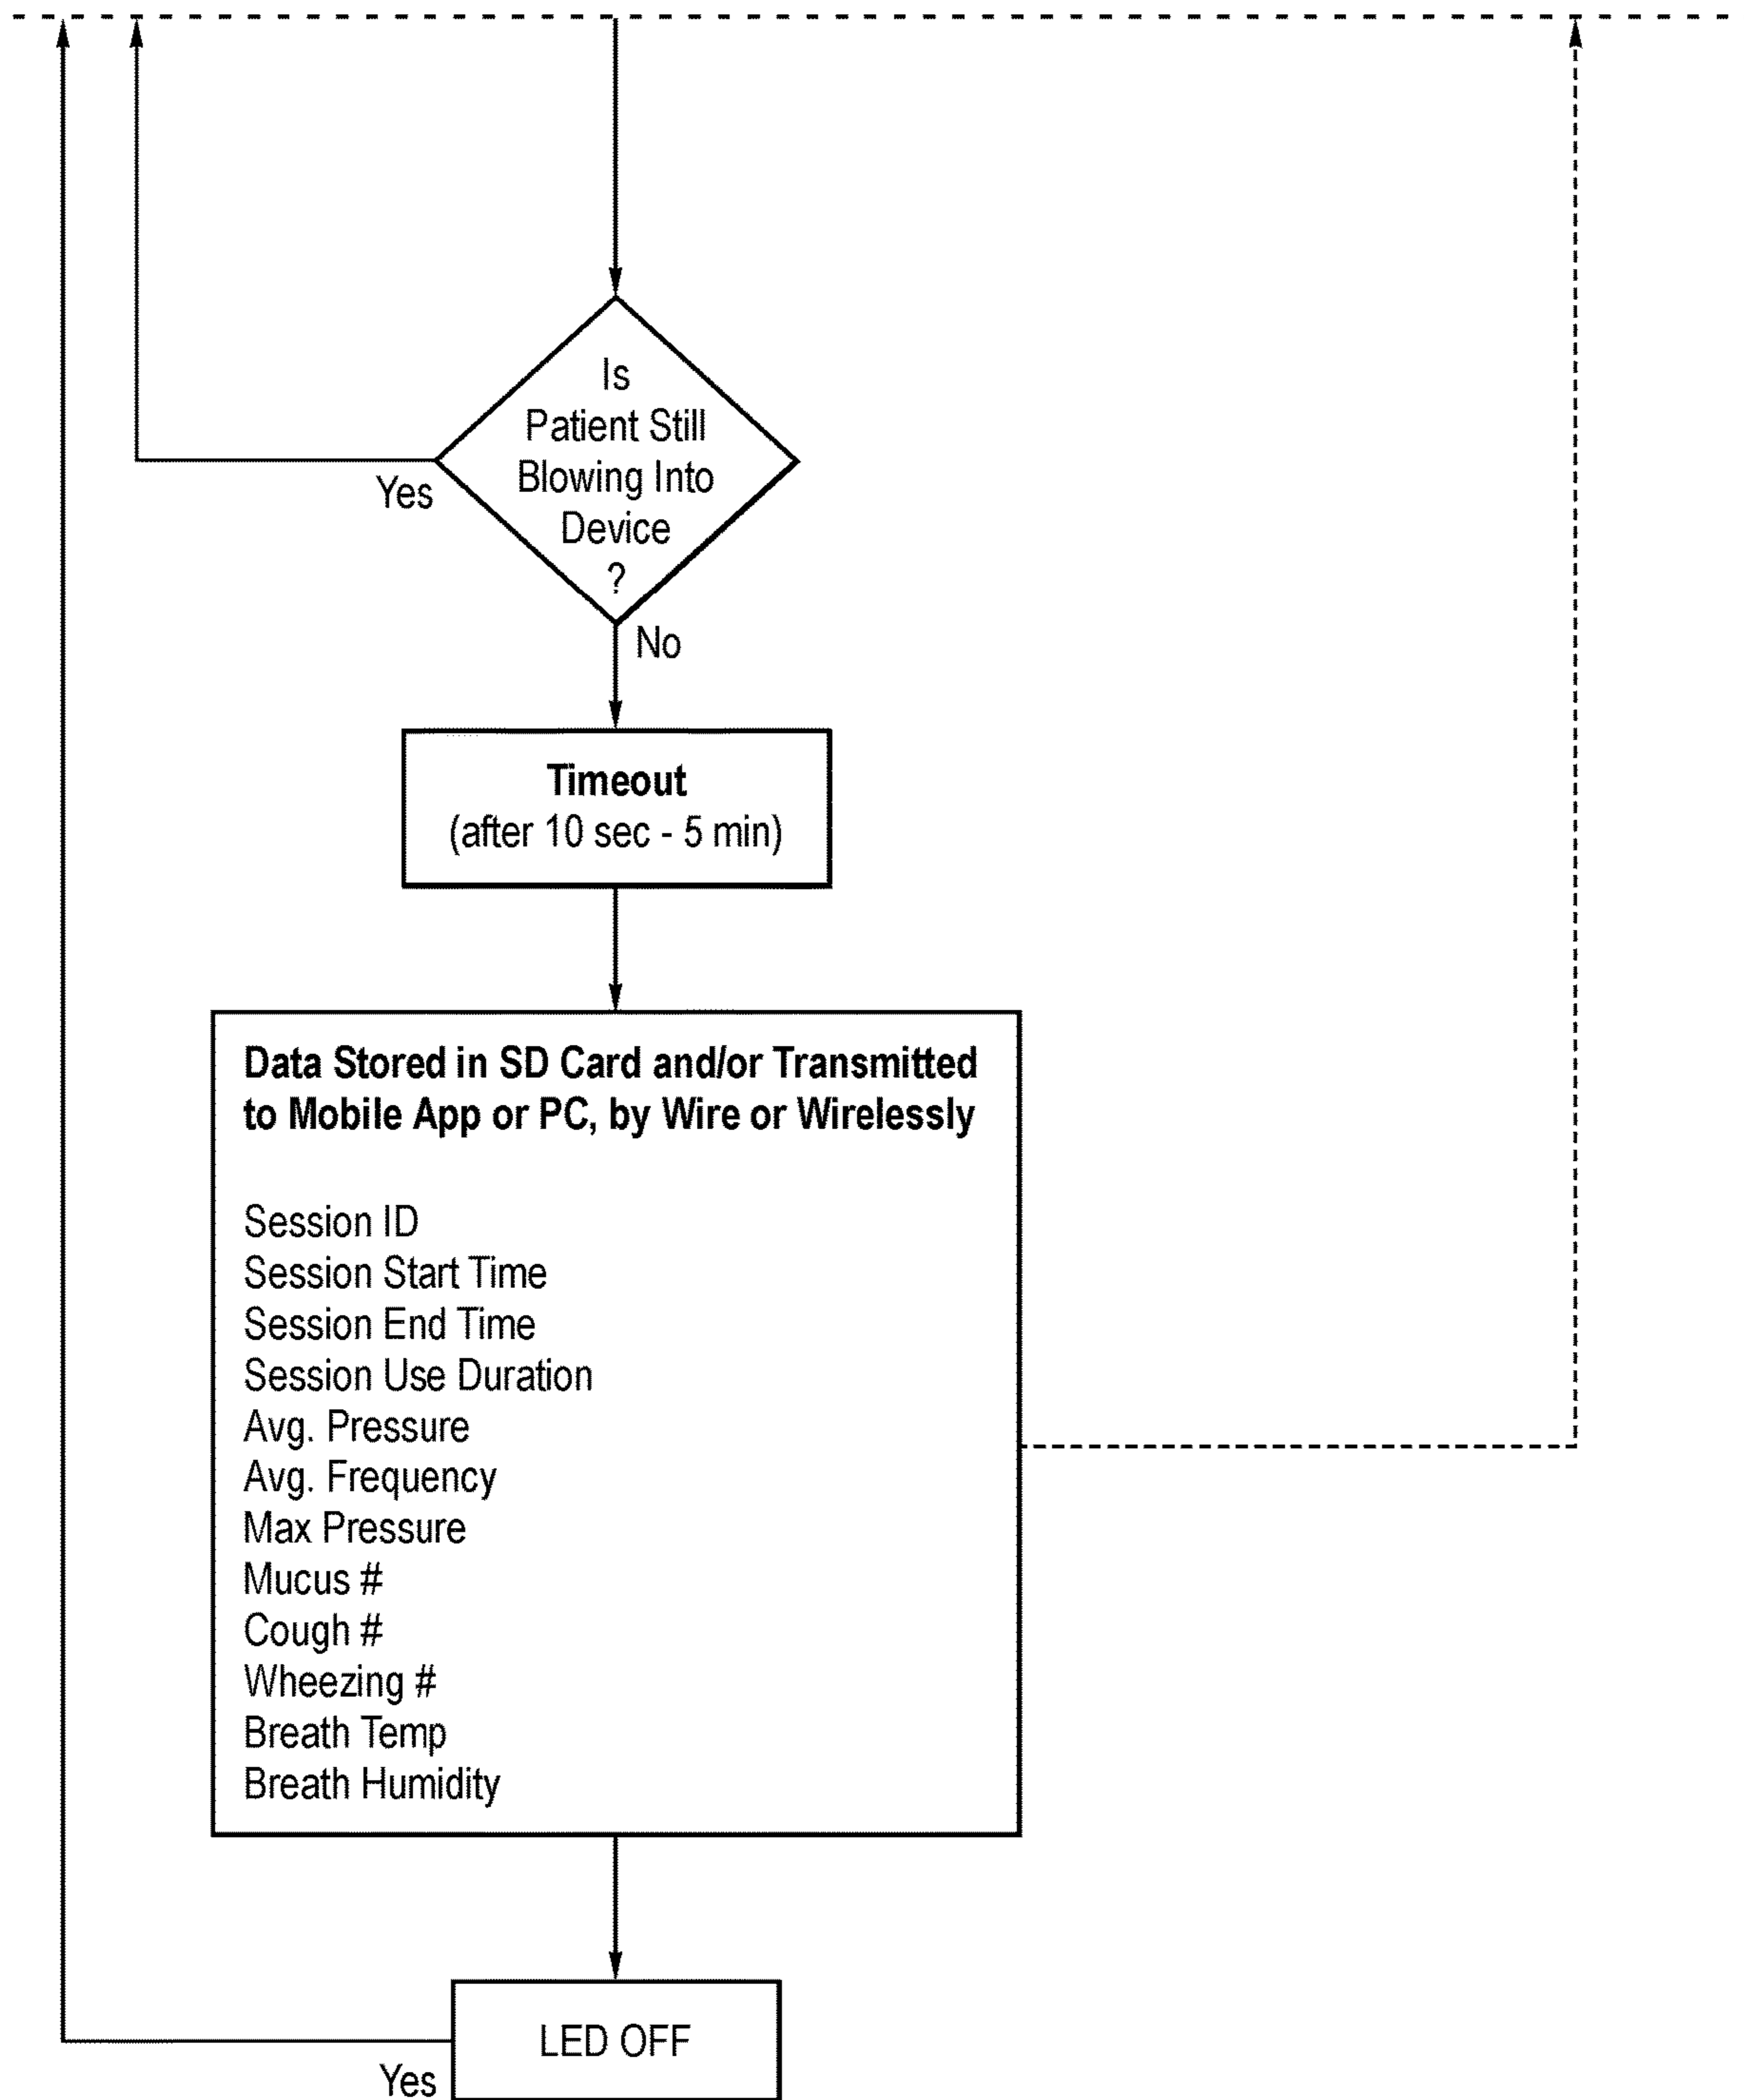 Is
Patient Still
Blowing Into
Device
?
Yes
No
Timeout
(after 10 sec - 5 min)
Data Stored in SD Card and/or Transmitted
to Mobile App or PC, by Wire or Wirelessly
Session ID
Session Start Time
Session End Time
Session Use Duration
Avg. Pressure
Avg. Frequency
Max Pressure
Mucus #
Cough #
Wheezing #
Breath Temp
Breath Humidity
LED OFF
Yes